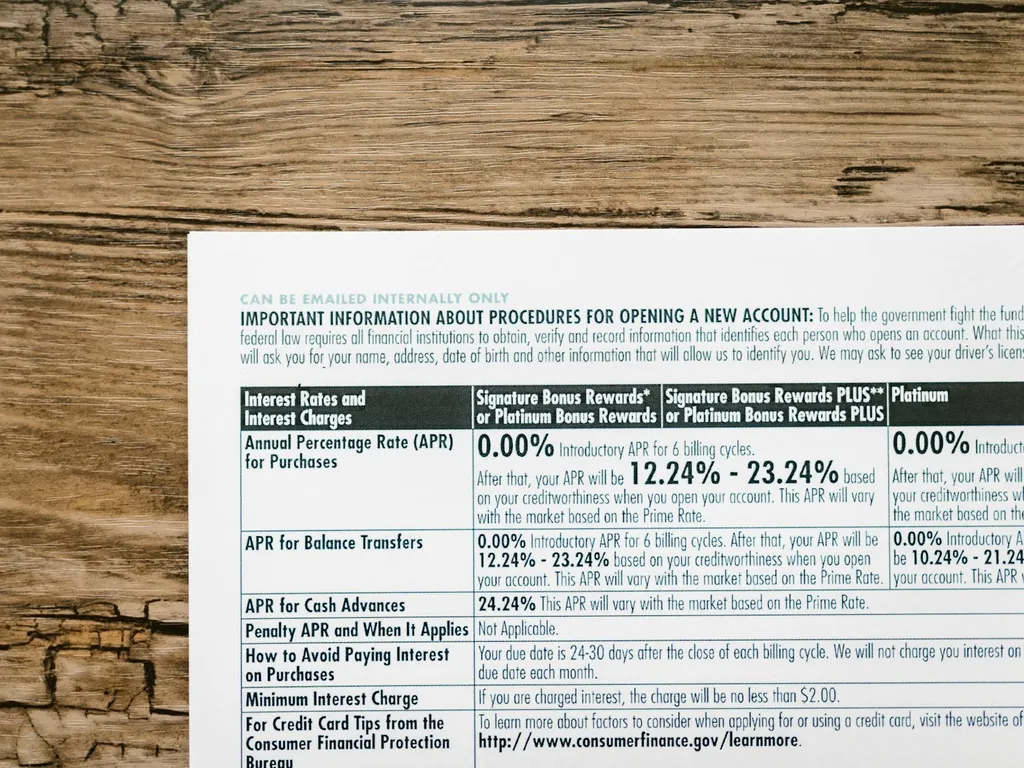 CAN BE EMAILED INTERNALLY ONLY
IMPORTANT INFORMATION ABOUT PROCEDURES FOR OPENING A NEW ACCOUNT: To help the government fight the fund
federal law requires all financial institutions to obtain, verify and record information that identifies each person who opens an account. What this
will ask you for your name, address, date of birth and other information that will allow us to identify you. We may ask to see your driver's licens
Interest Rates and
Interest Charges
Signature Bonus Rewards*
or Platinum Bonus Rewards
Signature Bonus Rewards PLUS**
or Platinum Bonus Rewards PLUS
Platinum
Annual Percentage Rate (APR)
for Purchases
0.00% Introductory APR for 6 billing cycles.
After that, your APR will be 12.24% - 23.24% based
on your creditworthiness when you open your account. This APR will vary
with the market based on the Prime Rate.
0.00% Introduct
After that, your APR will
your creditworthiness wh
the market based on the
APR for Balance Transfers
0.00% Introductory APR for 6 billing cycles. After that, your APR will be
12.24% - 23.24% based on your creditworthiness when you open
your account. This APR will vary with the market based on the Prime Rate.
0.00% Introductory A
be 10.24% - 21.24
your account. This APR v
APR for Cash Advances
24.24% This APR will vary with the market based on the Prime Rate.
Penalty APR and When It Applies
Not Applicable.
How to Avoid Paying Interest
on Purchases
Your due date is 24-30 days after the close of each billing cycle. We will not charge you interest on
due date each month.
Minimum Interest Charge
If you are charged interest, the charge will be no less than $2.00.
For Credit Card Tips from the
Consumer Financial Protection
Bureau
To learn more about factors to consider when applying for or using a credit card, visit the website of
http://www.consumerfinance.gov/learnmore.